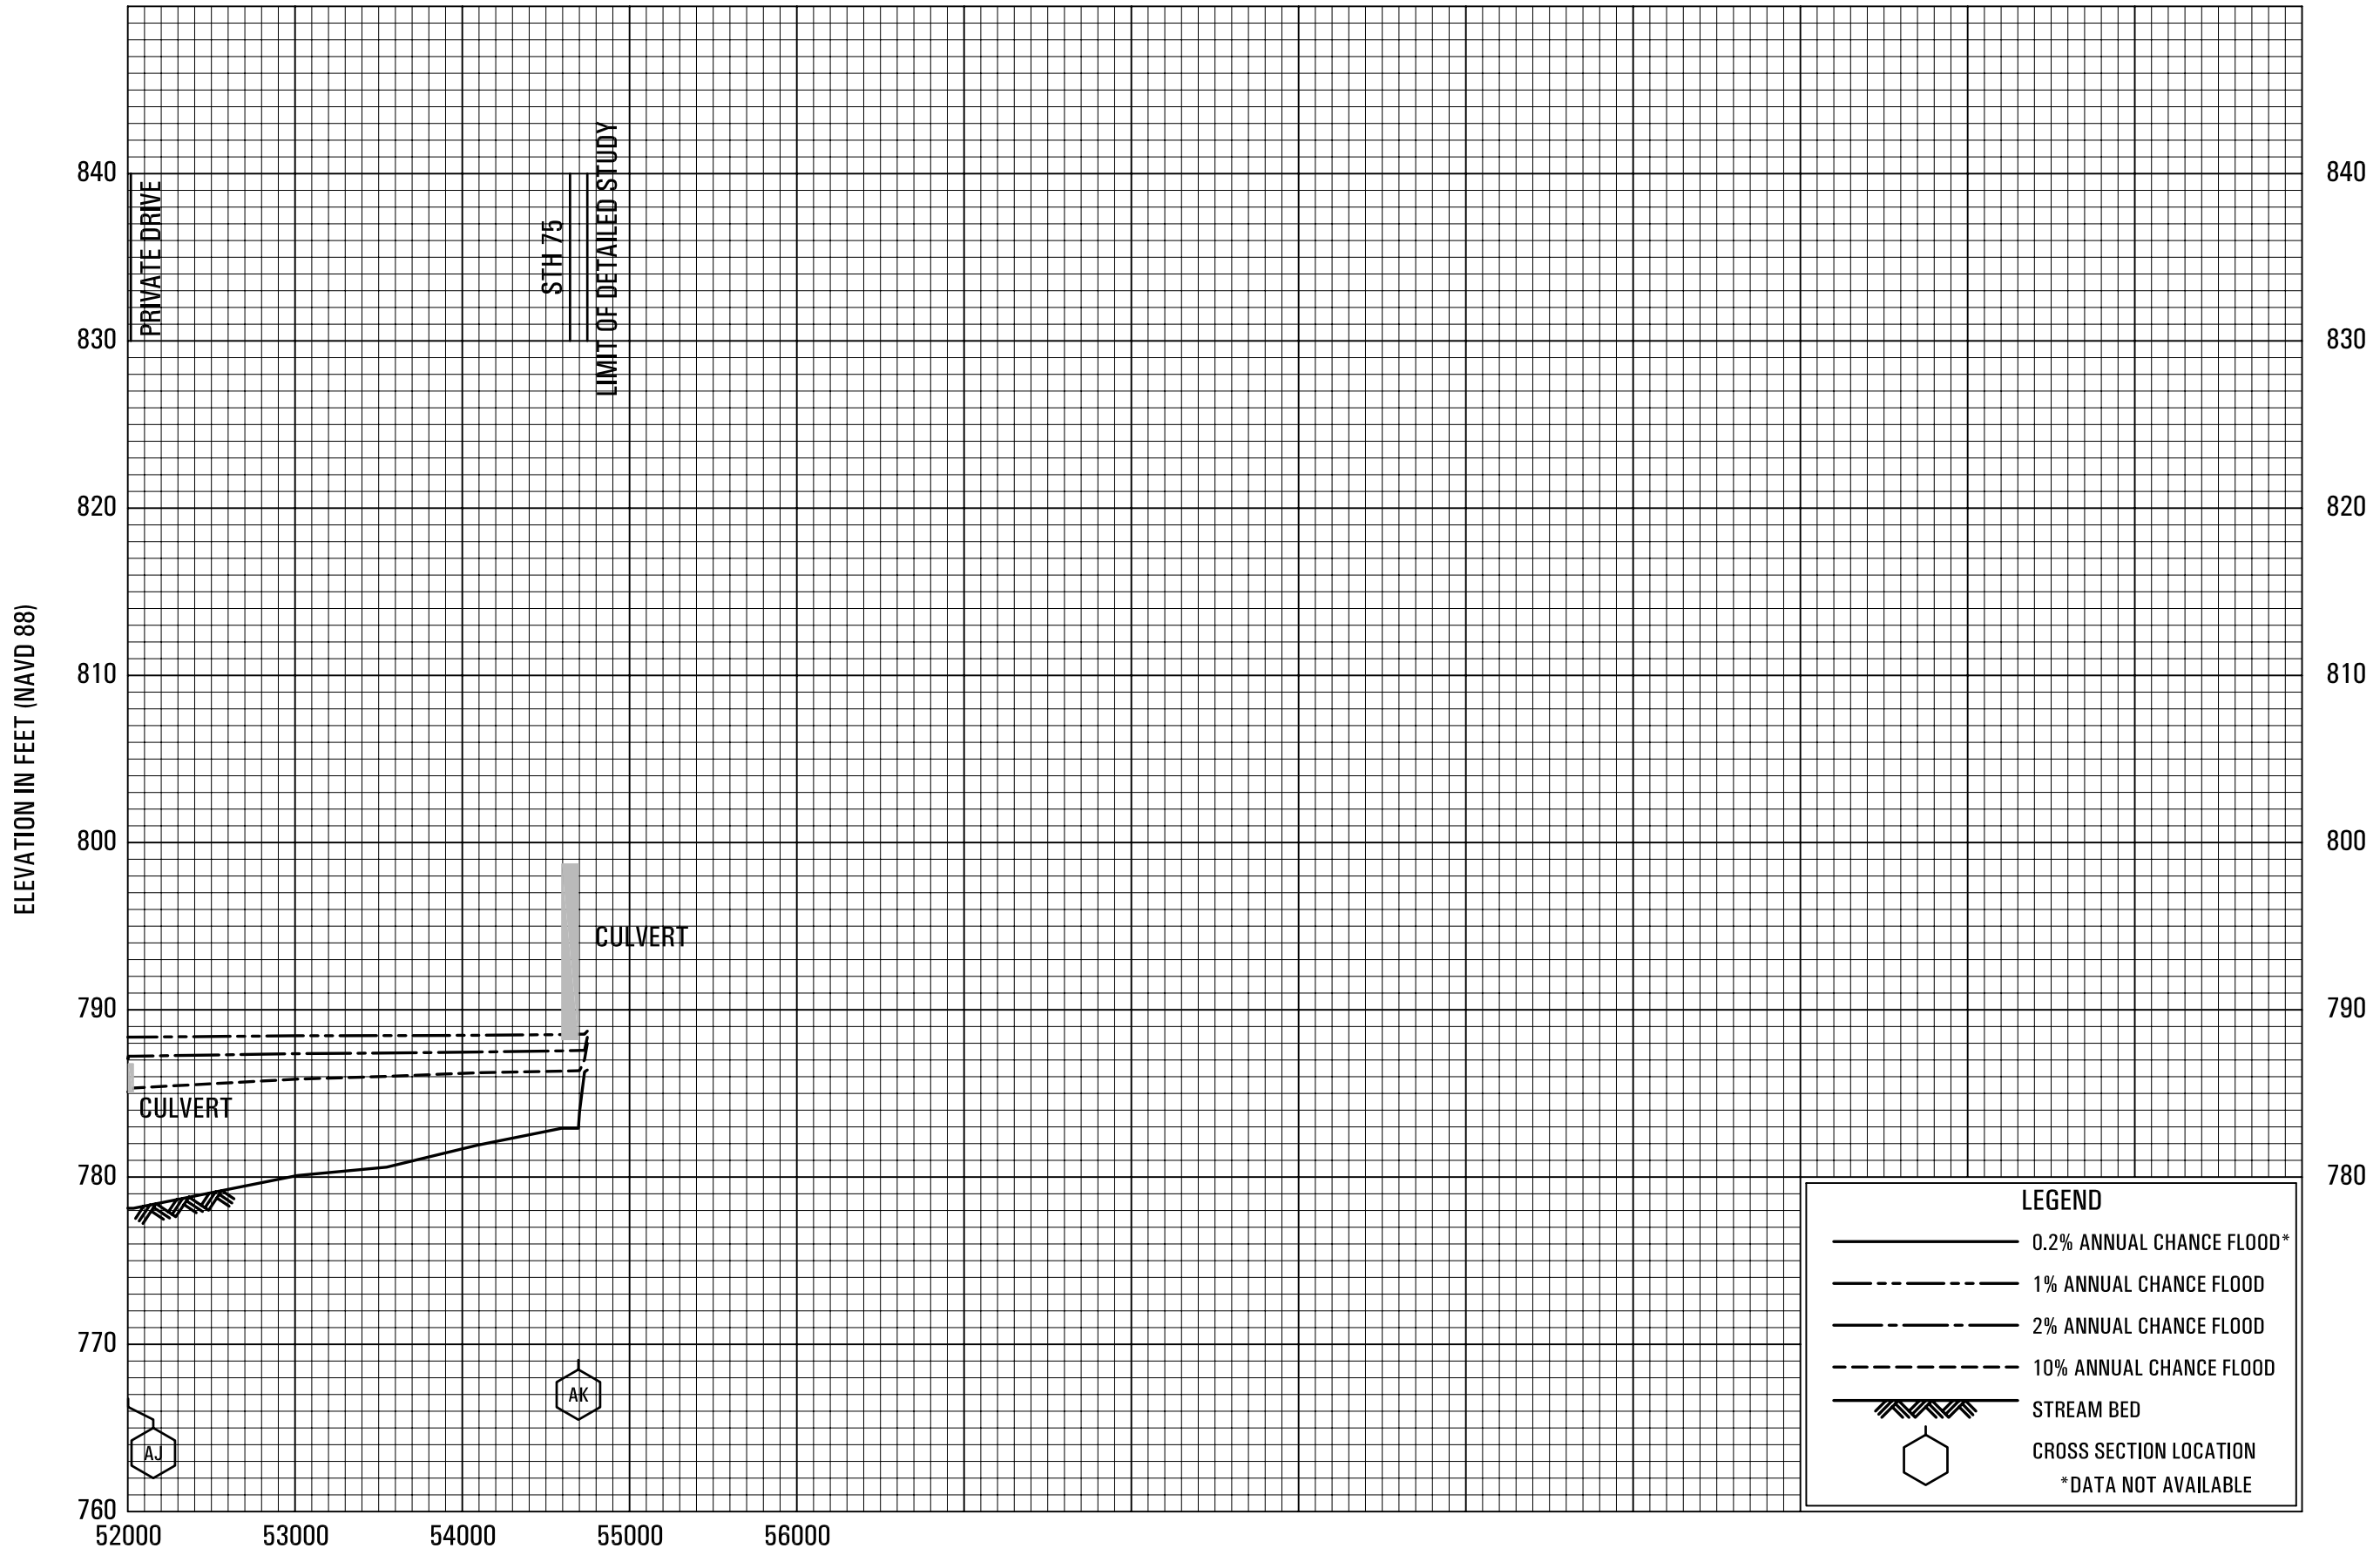 840
840
PRIVATE DRIVE
STH 75
LIMIT OF DETAILED STUDY
830
830
820
820
810
810
ELEVATION IN FEET (NAVD 88)
800
800
CULVERT
790
790
CULVERT
780
780
LEGEND
0.2% ANNUAL CHANCE FLOOD*
1% ANNUAL CHANCE FLOOD
2% ANNUAL CHANCE FLOOD
10% ANNUAL CHANCE FLOOD
STREAM BED
CROSS SECTION LOCATION
*DATA NOT AVAILABLE
770
AK
AJ
760
52000 53000 54000 55000 56000